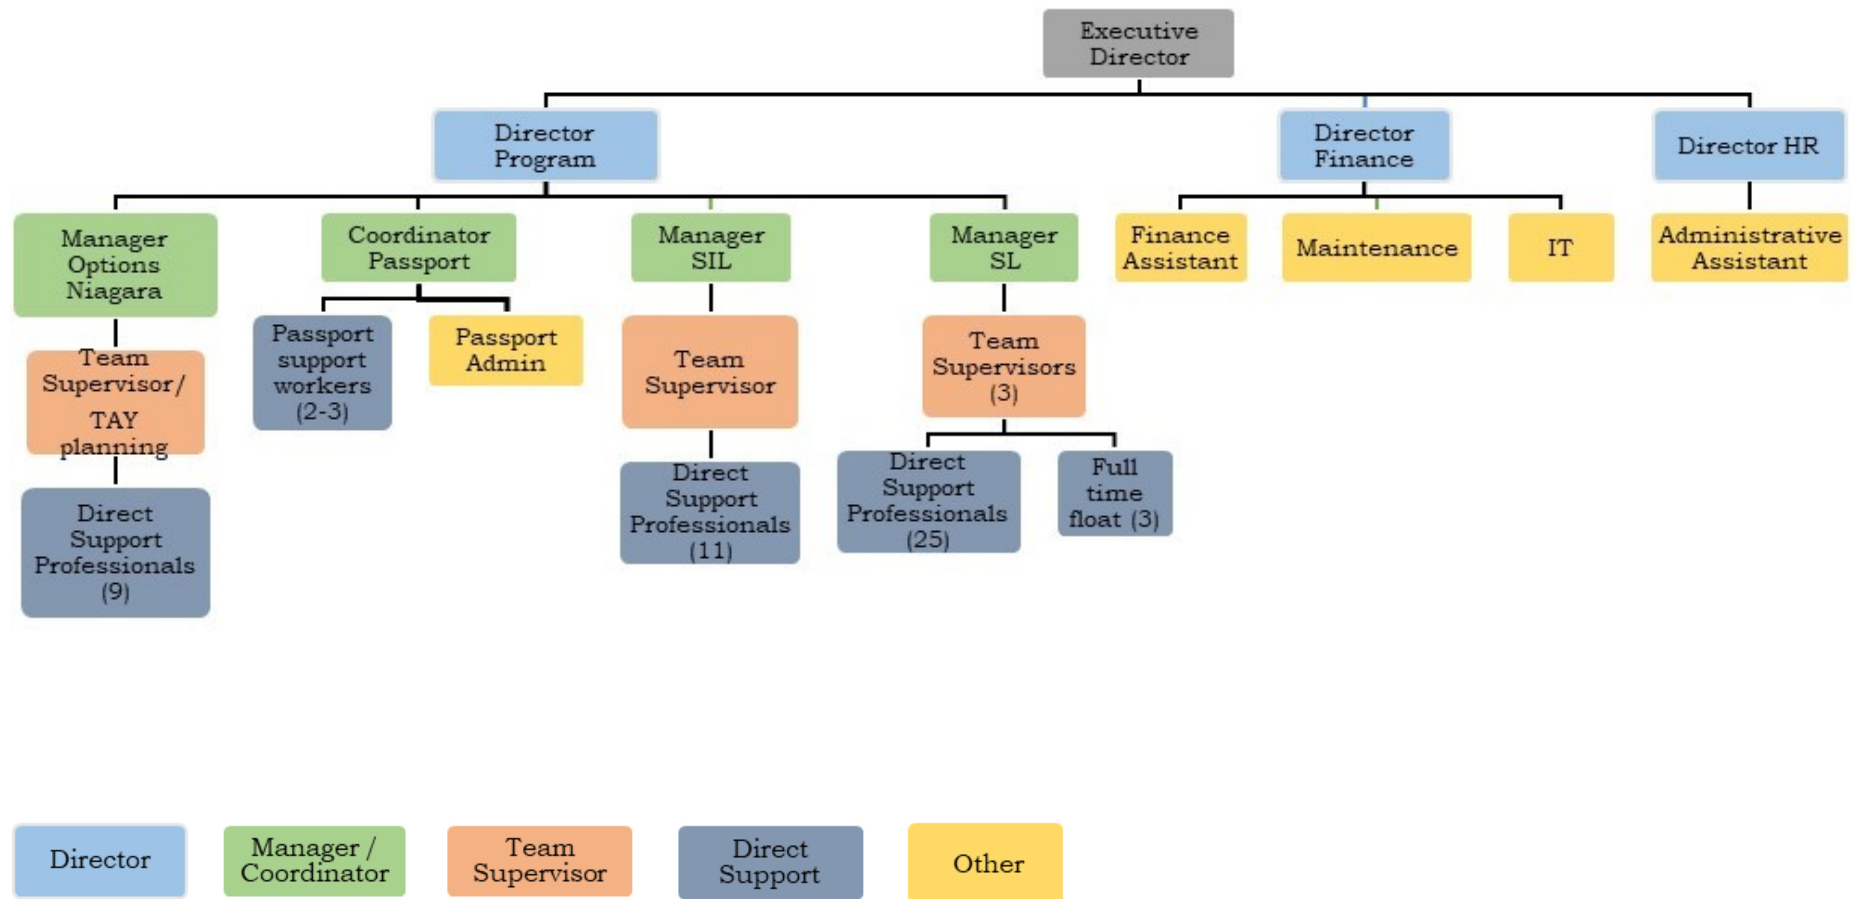 Executive
Director
Director
Program
Director
Finance
Director HR
Manager
Options
Niagara
Coordinator
Passport
Manager
SIL
Manager
SL
Finance
Assistant
Maintenance
IT
Administrative
Assistant
Team
Supervisor/
TAY
planning
Passport
support
workers
(2-3)
Passport
Admin
Team
Supervisor
Team
Supervisors
(3)
Direct
Support
Professionals
(9)
Direct
Support
Professionals
(11)
Direct
Support
Professionals
(25)
Full
time
float (3)
Director
Manager /
Coordinator
Team
Supervisor
Direct
Support
Other